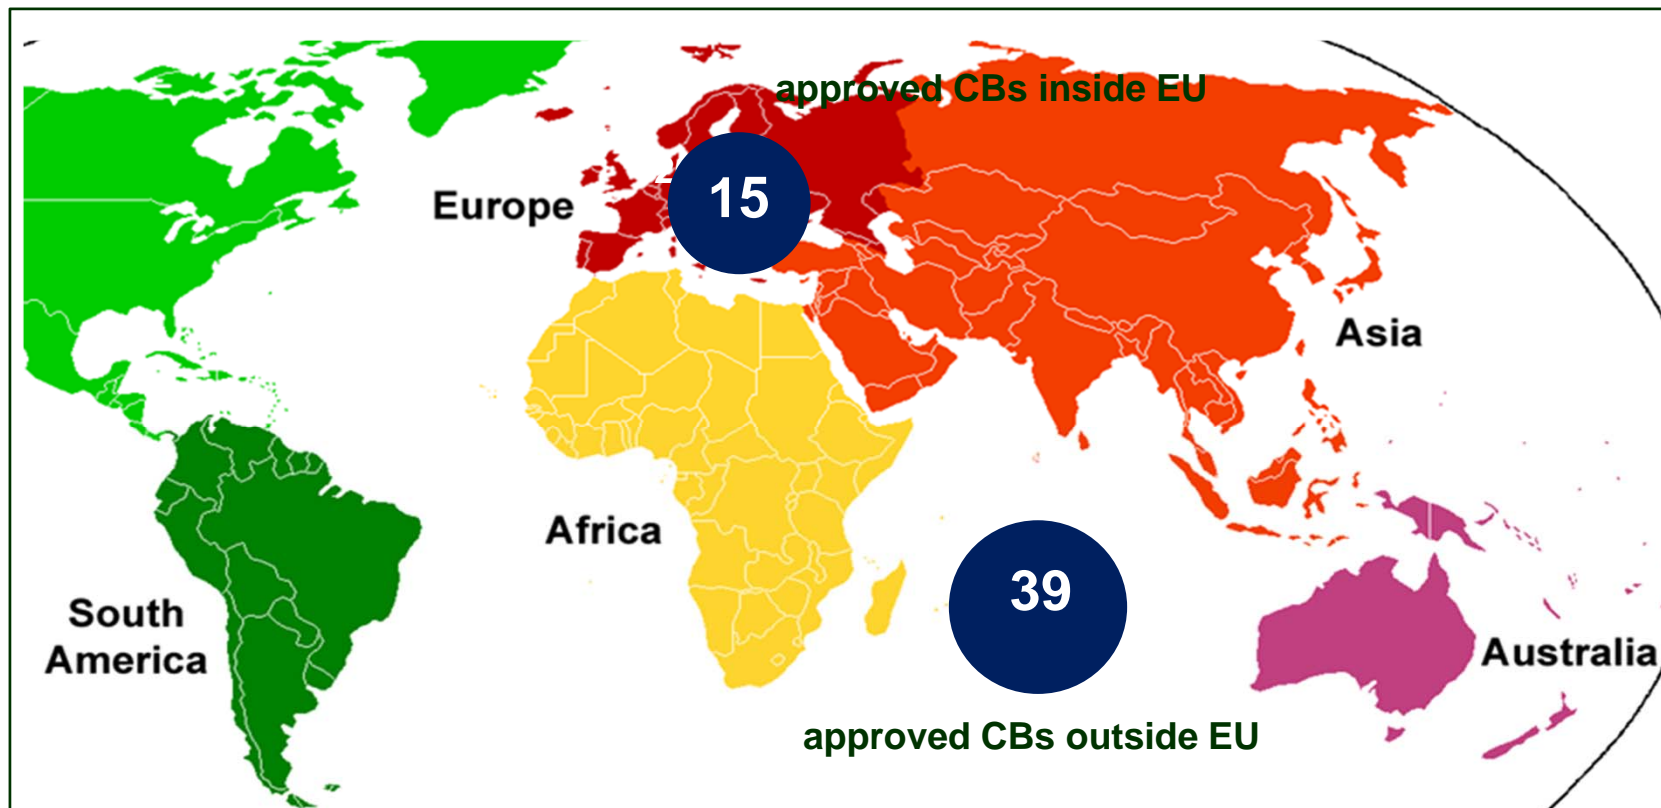 approved CBs inside EU
15
Europe
Asia
Africa
39
South
America
Australia
approved CBs outside EU